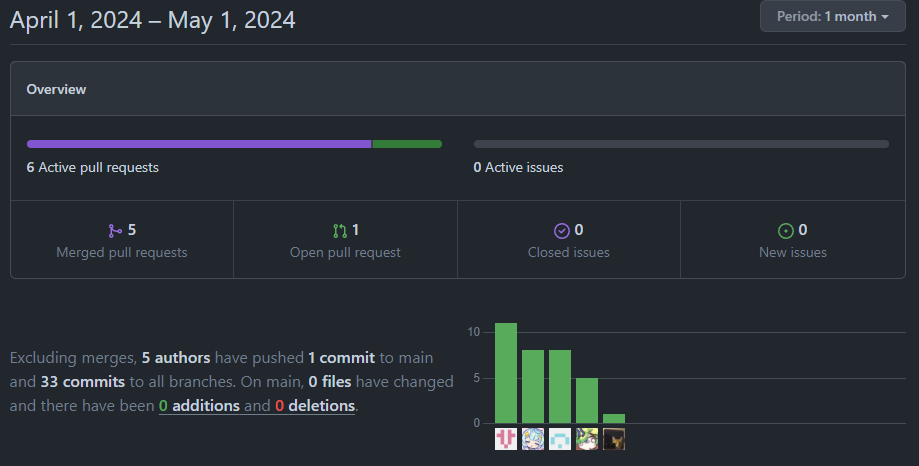 April 1, 2024 – May 1, 2024
Period: 1 month
Overview
6 Active pull requests
0 Active issues
5
Merged pull requests
1
Open pull request
0
Closed issues
0
New issues
Excluding merges, 5 authors have pushed 1 commit to main
and 33 commits to all branches. On main, 0 files have changed
and there have been 0 additions and 0 deletions.
10
5
0